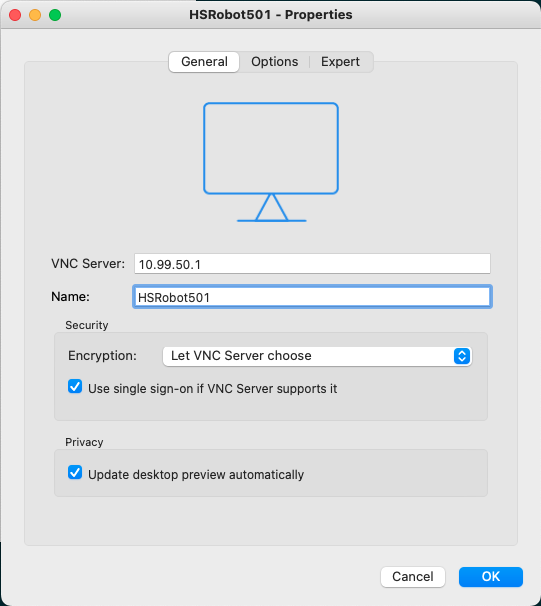 HSRobot501 - Properties
General Options Expert
VNC Server: 10.99.50.1
Name: HSRobot501
Security
Encryption: Let VNC Server choose
Use single sign-on if VNC Server supports it
Privacy
Update desktop preview automatically
Cancel OK